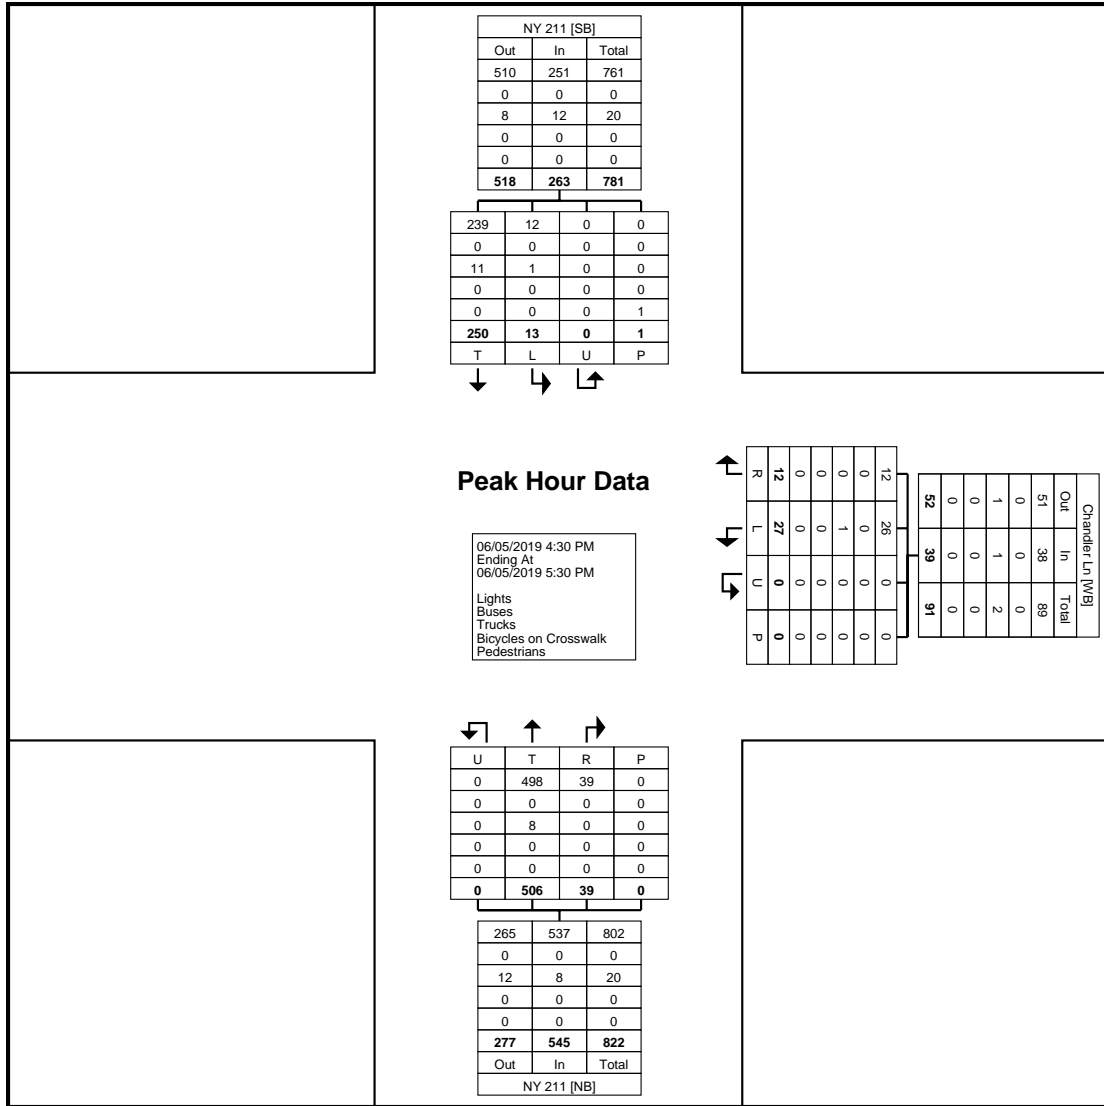 NY 211 [SB]
Out In Total
510 251 761
0 0 0
8 12 20
0 0 0
0 0 0
518 263 781
239 12 0 0
0 0 0 0
11 1 0 0
0 0 0 0
0 0 0 1
250 13 0 1
T L U P
Chandler Ln [WB]
Out In Total
51 38 89
0 0 0
1 1 2
0 0 0
0 0 0
52 39 91
12 26 0 0
0 0 0 0
0 1 0 0
0 0 0 0
0 0 0 0
12 27 0 0
R L U P
Peak Hour Data
06/05/2019 4:30 PM
Ending At
06/05/2019 5:30 PM
Lights
Buses
Trucks
Bicycles on Crosswalk
Pedestrians
U T R P
0 498 39 0
0 0 0 0
0 8 0 0
0 0 0 0
0 0 0 0
0 506 39 0
265 537 802
0 0 0
12 8 20
0 0 0
0 0 0
277 545 822
Out In Total
NY 211 [NB]